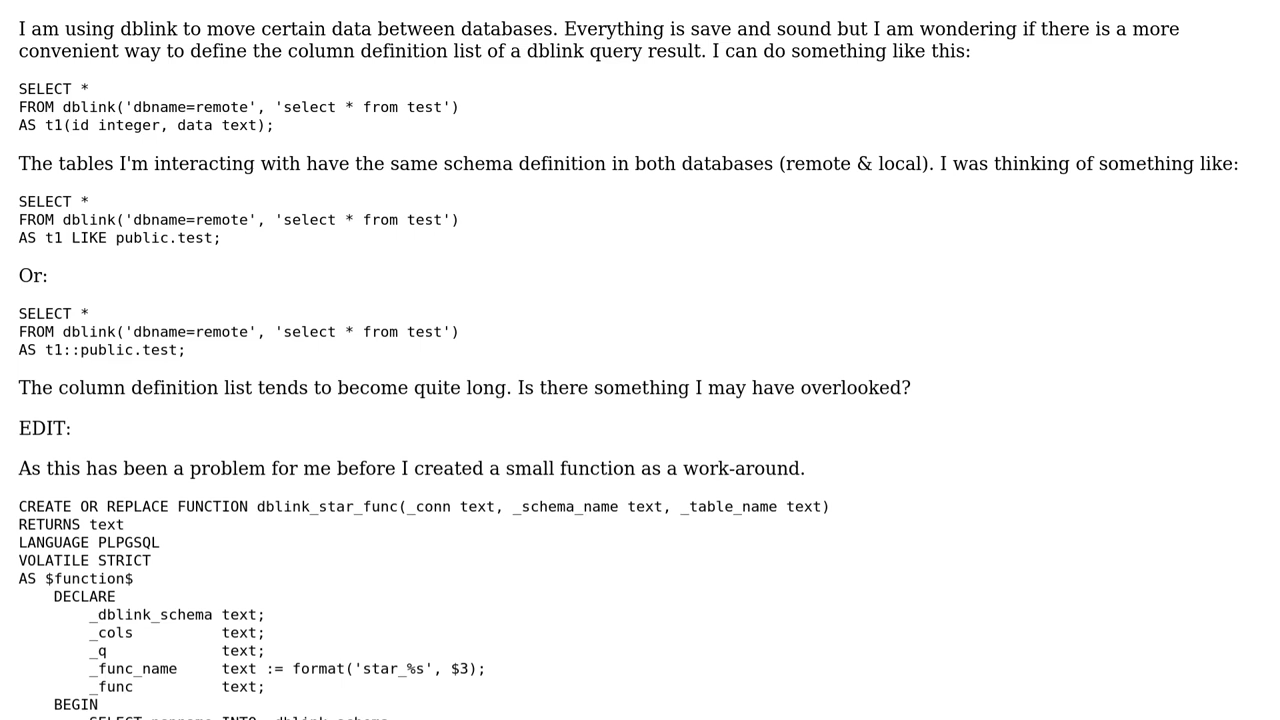 I am using dblink to move certain data between databases. Everything is save and sound but I am wondering if there is a more
convenient way to define the column definition list of a dblink query result. I can do something like this:
SELECT *
FROM dblink('dbname=remote', 'select * from test')
AS t1(id integer, data text);
The tables I'm interacting with have the same schema definition in both databases (remote & local). I was thinking of something like:
SELECT *
FROM dblink('dbname=remote', 'select * from test')
AS t1 LIKE public.test;
Or:
SELECT *
FROM dblink('dbname=remote', 'select * from test')
AS t1::public.test;
The column definition list tends to become quite long. Is there something I may have overlooked?
EDIT:
As this has been a problem for me before I created a small function as a work-around.
CREATE OR REPLACE FUNCTION dblink_star_func(_conn text, _schema_name text, _table_name text)
RETURNS text
LANGUAGE PLPGSQL
VOLATILE STRICT
AS $function$
    DECLARE
        _dblink_schema text;
        _cols          text;
        _q             text;
        _func_name     text := format('star_%s', $3);
        _func          text;
    BEGIN
        SELECT nspname INTO _dblink_schema